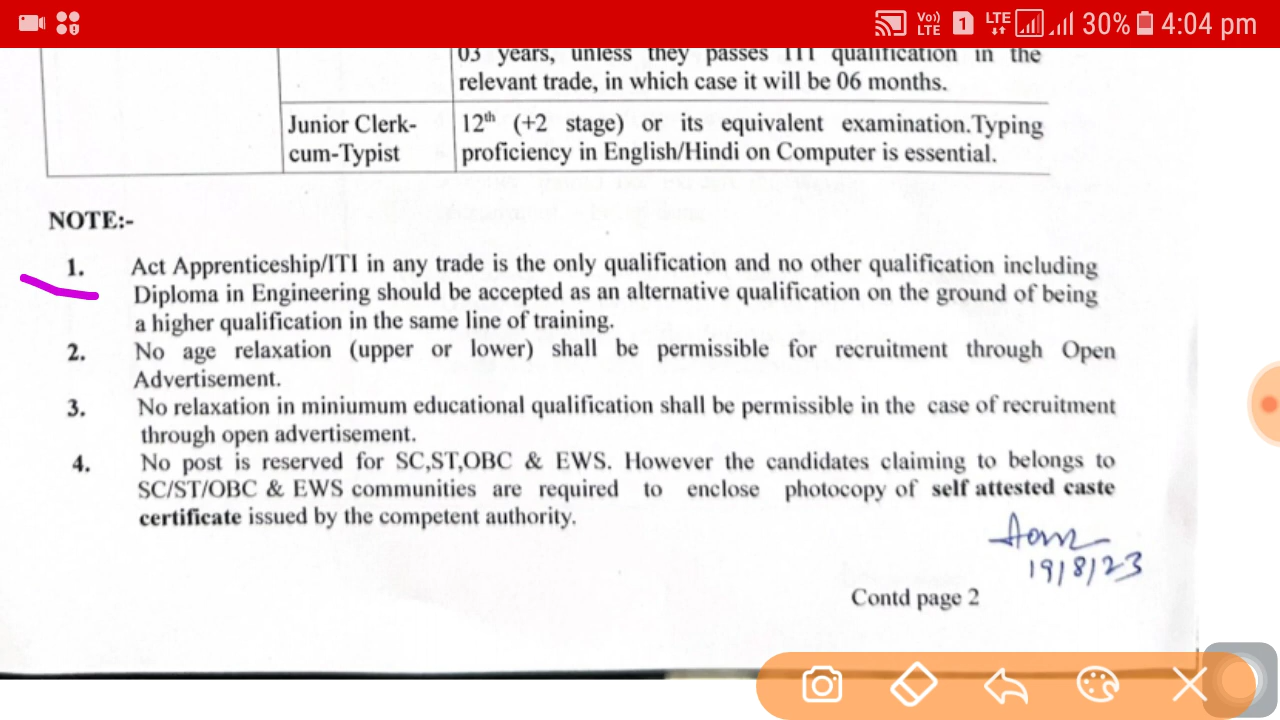 Vo)) LTE 1 LTE 30% 4:04 pm
03 years, unless they passes ITI qualification in the
relevant trade, in which case it will be 06 months.
Junior Clerk-
cum-Typist
12th (+2 stage) or its equivalent examination.Typing
proficiency in English/Hindi on Computer is essential.
NOTE:-
1. Act Apprenticeship/ITI in any trade is the only qualification and no other qualification including
Diploma in Engineering should be accepted as an alternative qualification on the ground of being
a higher qualification in the same line of training.
2. No age relaxation (upper or lower) shall be permissible for recruitment through Open
Advertisement.
3. No relaxation in miniumum educational qualification shall be permissible in the case of recruitment
through open advertisement.
4. No post is reserved for SC,ST,OBC & EWS. However the candidates claiming to belongs to
SC/ST/OBC & EWS communities are required to enclose photocopy of self attested caste
certificate issued by the competent authority.
19/8/23
Contd page 2